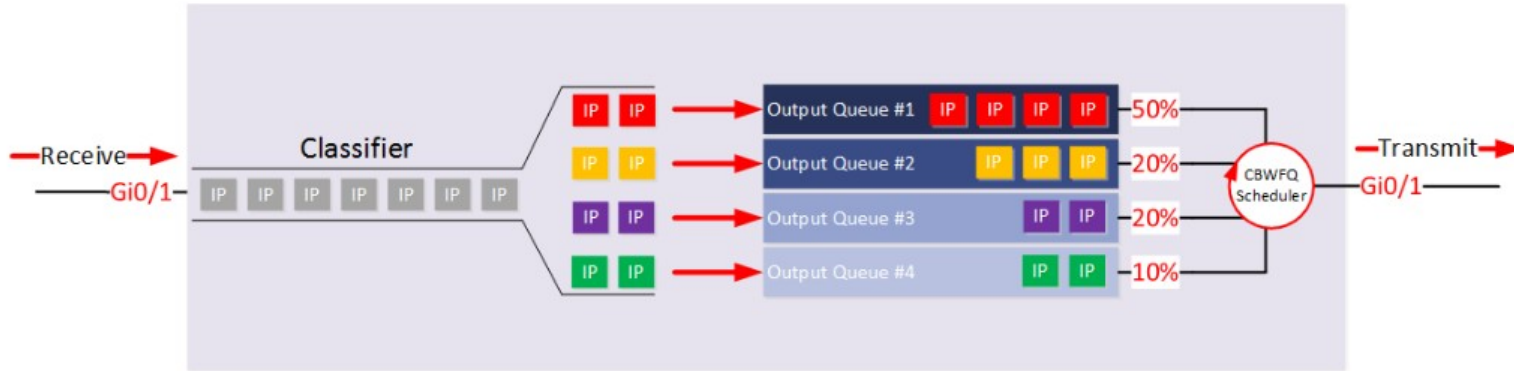 Classifier
Receive
Gi0/1
IP IP IP IP IP IP IP
IP IP
IP IP
IP IP
IP IP
Output Queue #1 IP IP IP IP 50%
Output Queue #2 IP IP IP 20%
Output Queue #3 IP IP 20%
Output Queue #4 IP IP 10%
CBWFQ
Scheduler
Transmit
Gi0/1